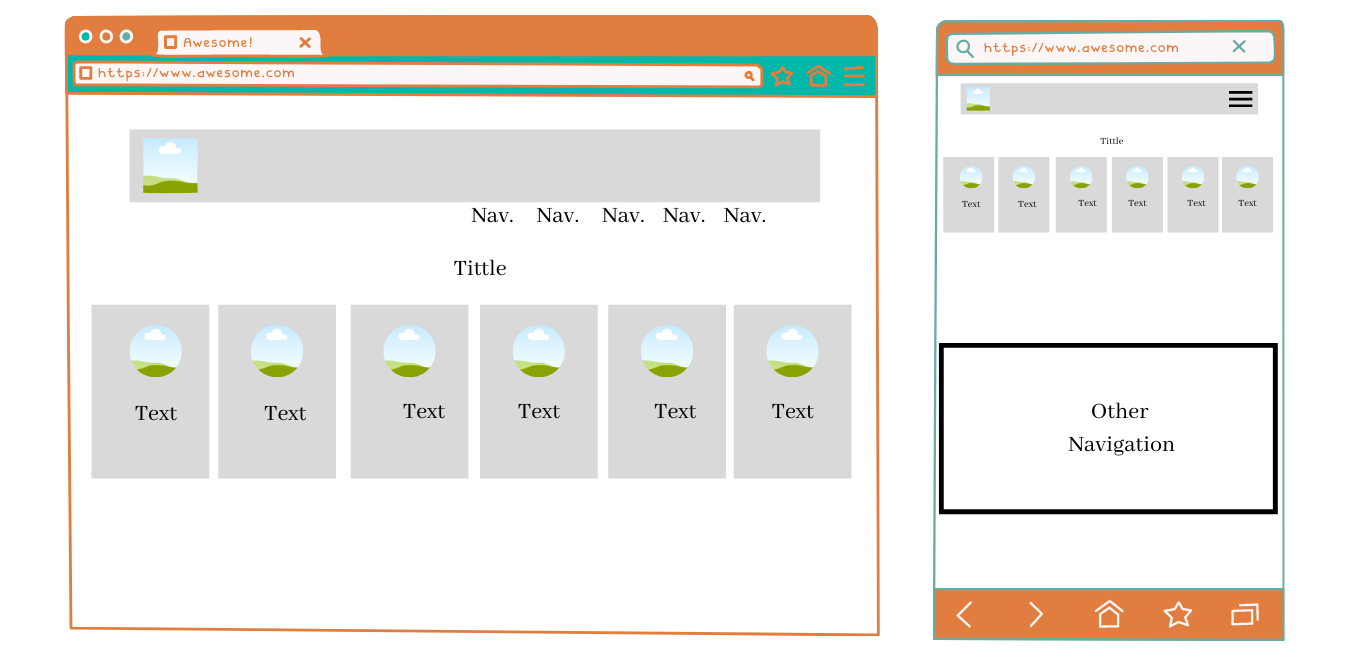 Awesome!
https://www.awesome.com
Nav. Nav. Nav. Nav. Nav.
Tittle
Text Text Text Text Text Text
https://www.awesome.com
Tittle
Text Text Text Text Text Text
Other
Navigation